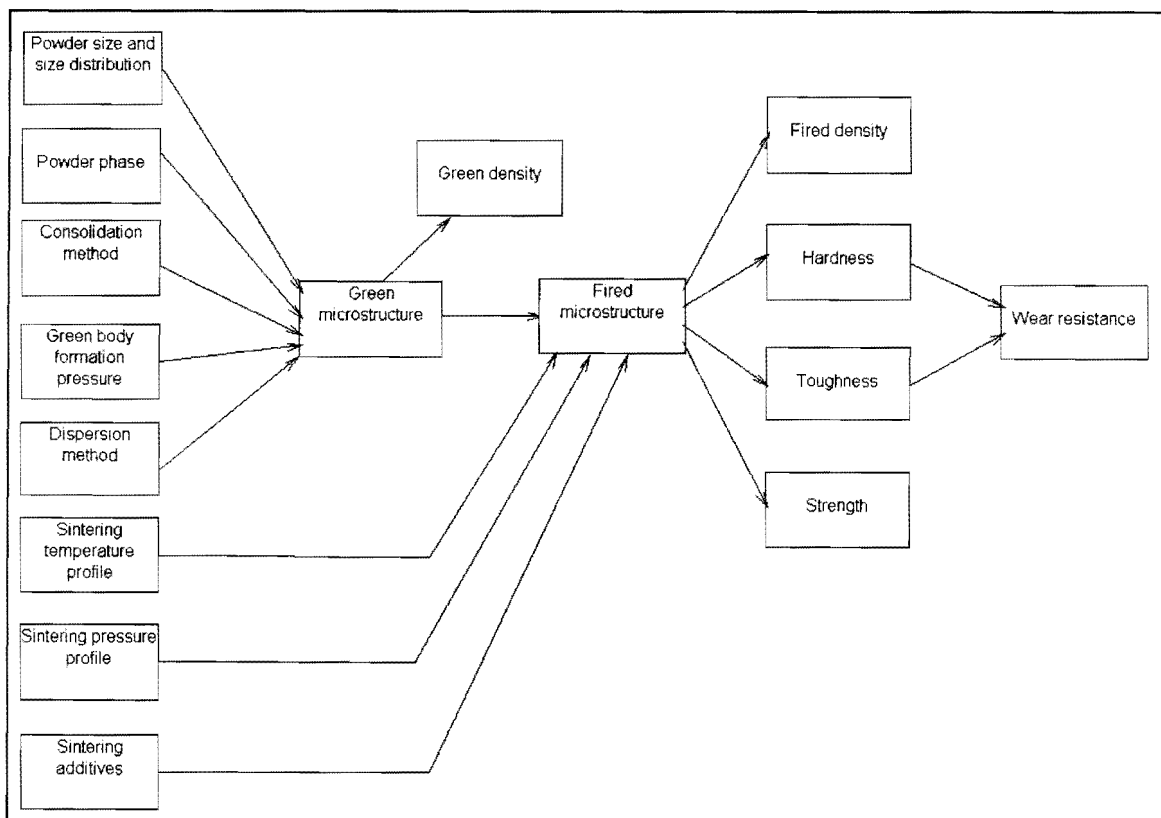 Powder size and
size distribution
Powder phase
Consolidation
method
Green body
formation
pressure
Dispersion
method
Sintering
temperature
profile
Sintering pressure
profile
Sintering
additives
Green density
Green
microstructure
Fired
microstructure
Fired density
Hardness
Toughness
Strength
Wear resistance